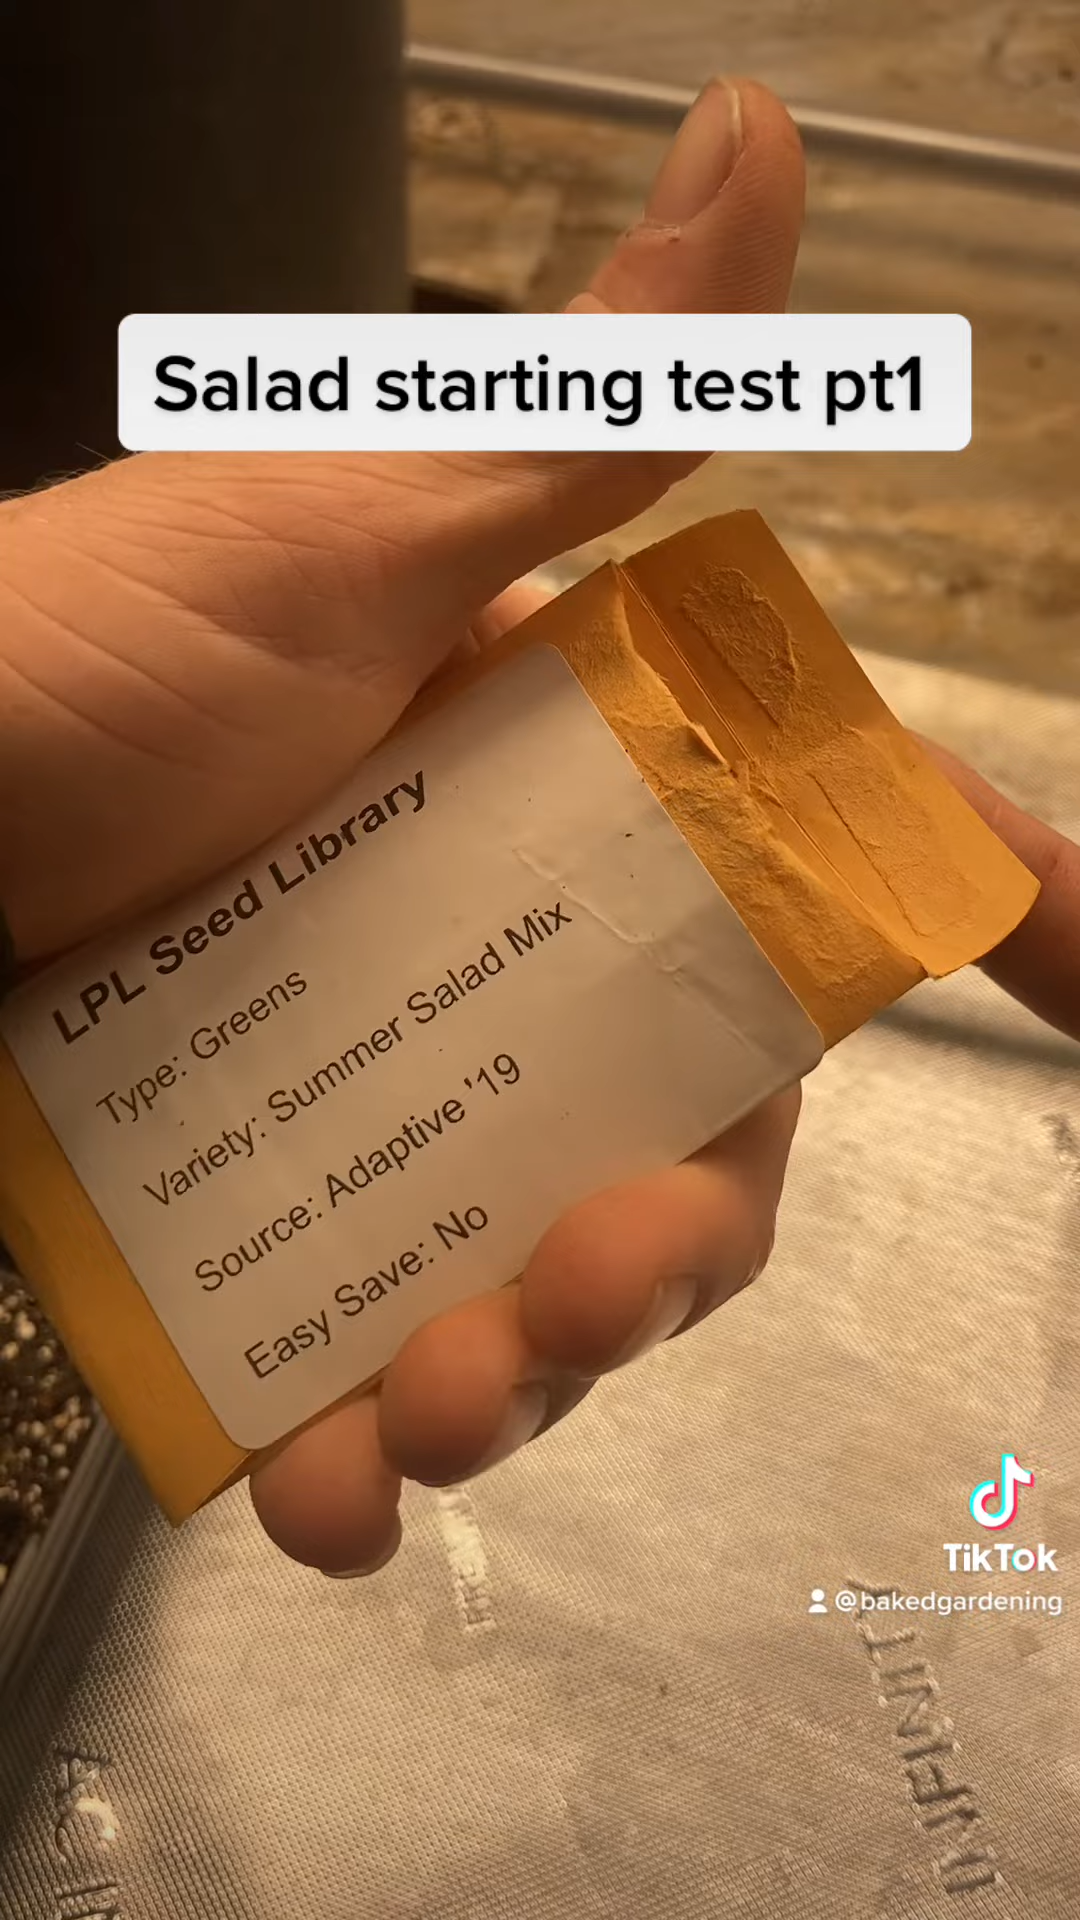 Salad starting test pt1
LPL Seed Library
Type: Greens
Variety: Summer Salad Mix
Source: Adaptive '19
Easy Save: No
TikTok
@bakedgardening
INFINITY